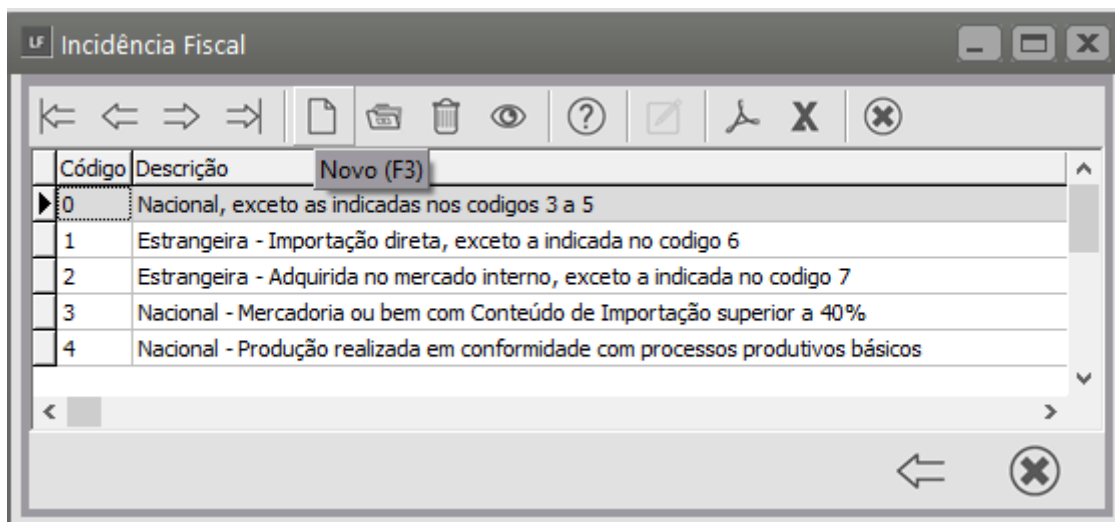 LF Incidência Fiscal
Novo (F3)
Código Descrição
0 Nacional, exceto as indicadas nos codigos 3 a 5
1 Estrangeira - Importação direta, exceto a indicada no codigo 6
2 Estrangeira - Adquirida no mercado interno, exceto a indicada no codigo 7
3 Nacional - Mercadoria ou bem com Conteúdo de Importação superior a 40%
4 Nacional - Produção realizada em conformidade com processos produtivos básicos